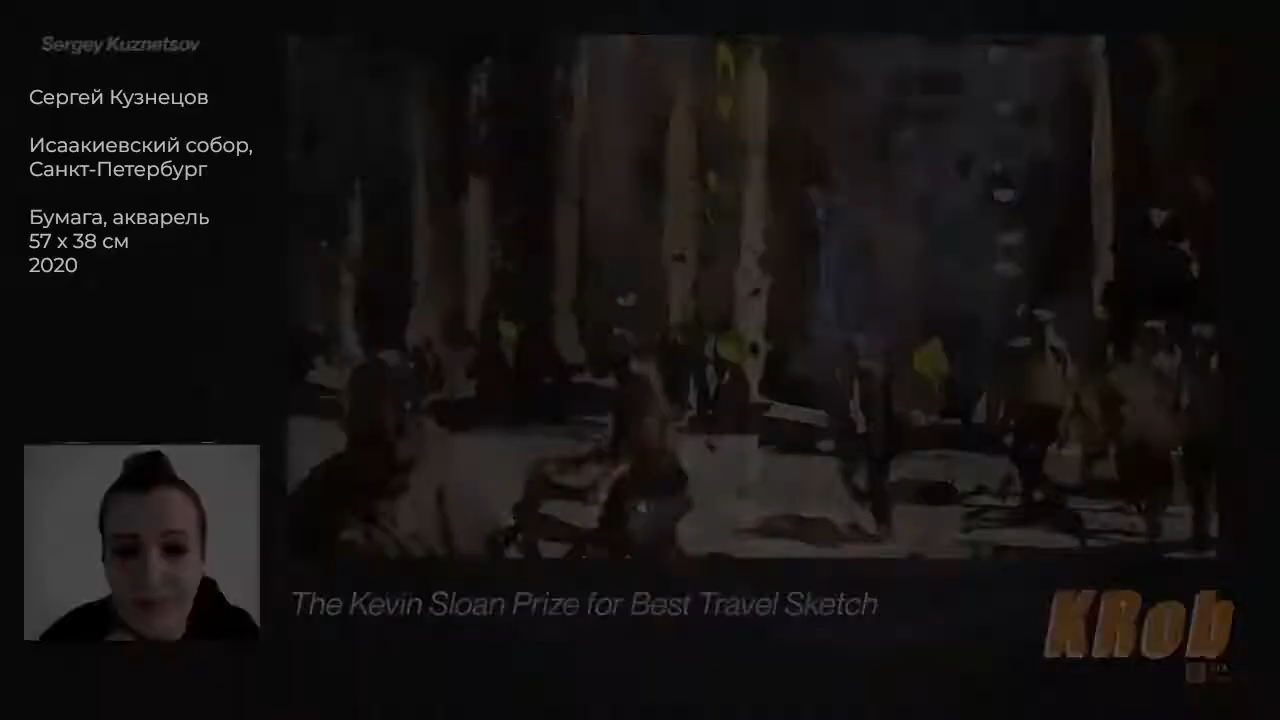 Sergey Kuznetsov
Сергей Кузнецов
Исаакиевский собор,
Санкт-Петербург
Бумага, акварель
57 х 38 см
2020
The Kevin Sloan Prize for Best Travel Sketch
KRob